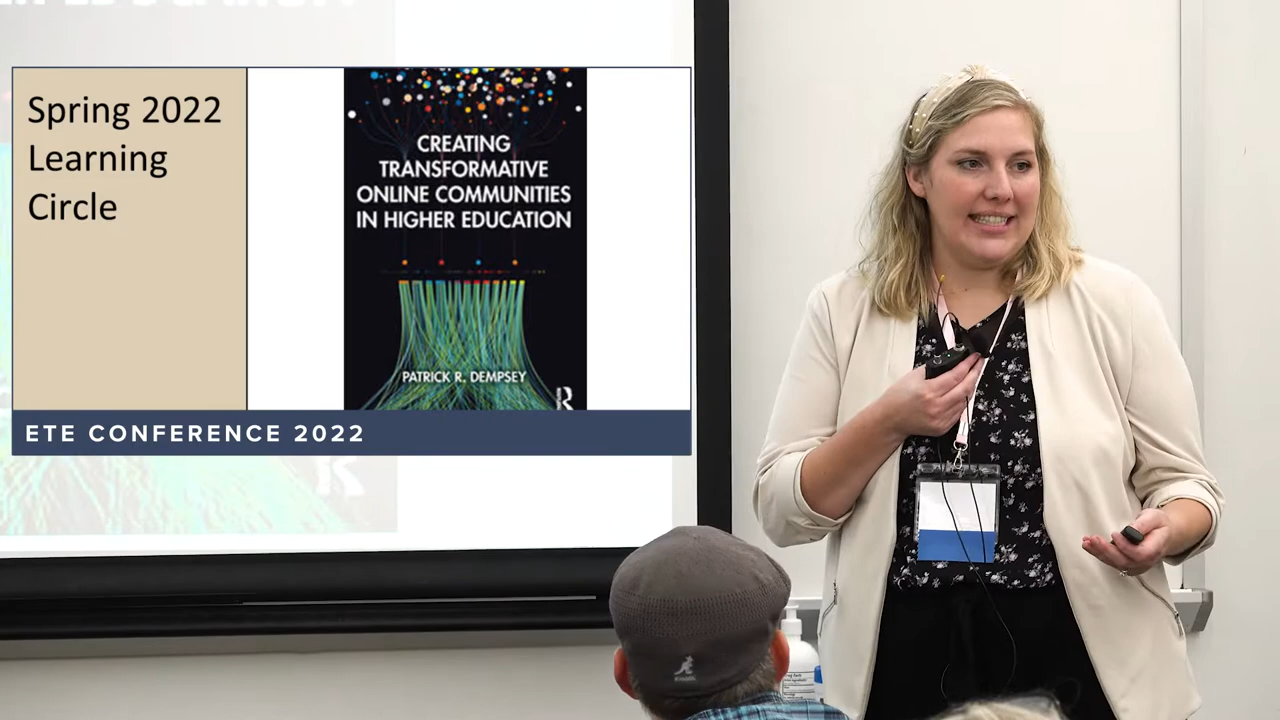 Spring 2022
Learning
Circle
CREATING
TRANSFORMATIVE
ONLINE COMMUNITIES
IN HIGHER EDUCATION
PATRICK R. DEMPSEY
R
ETE CONFERENCE 2022